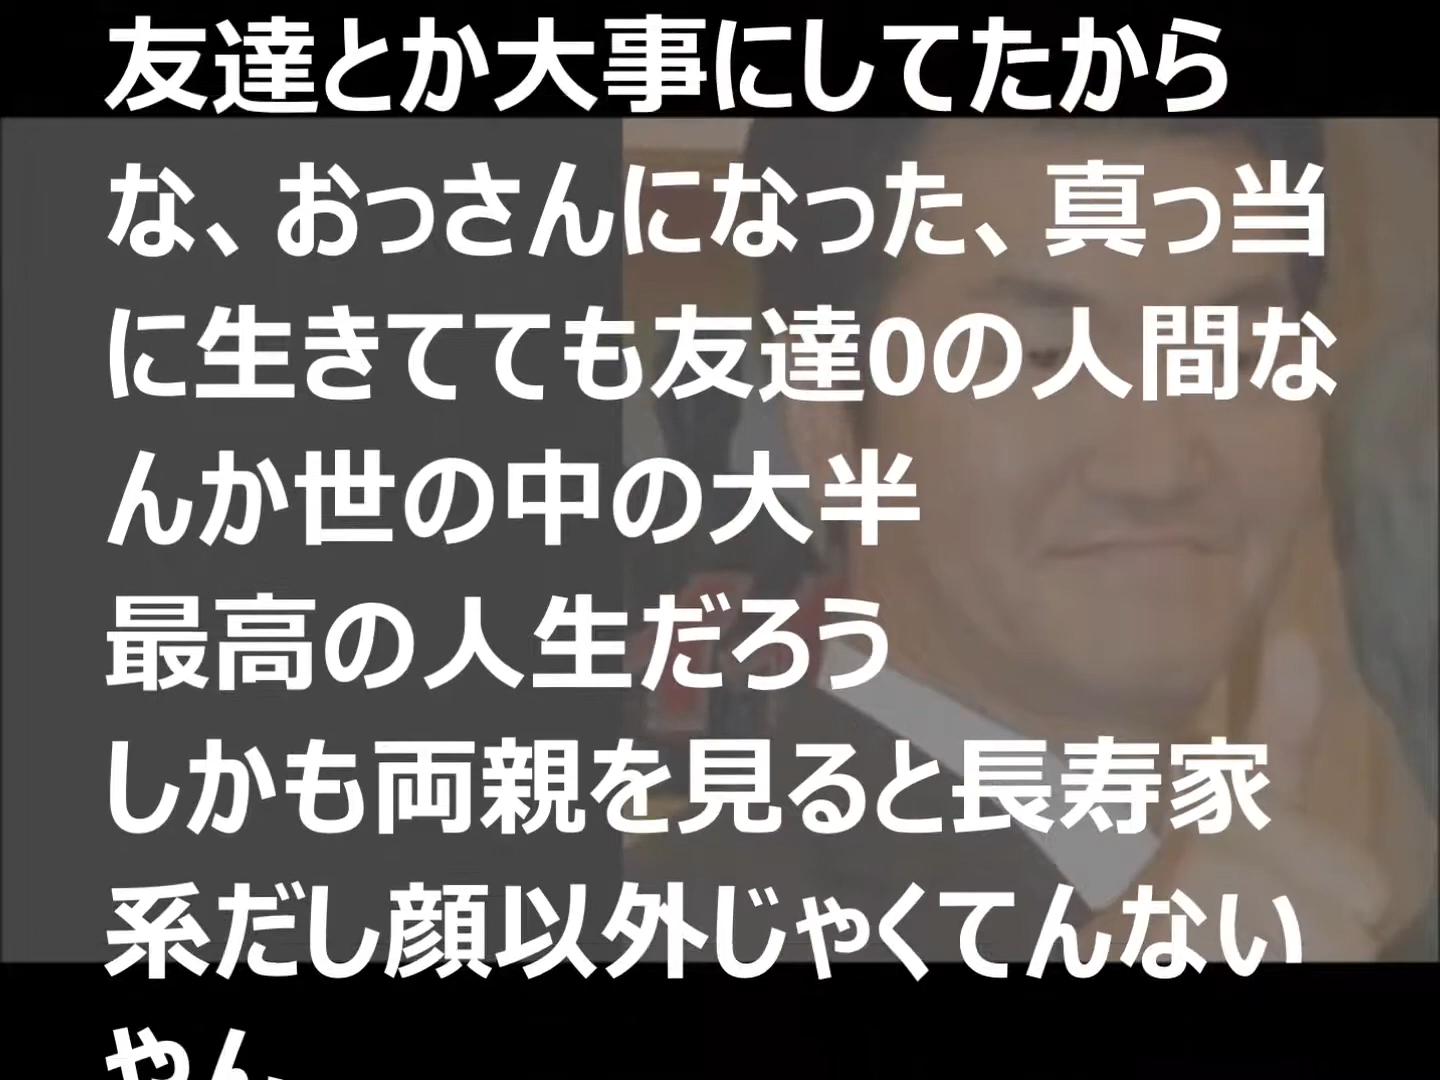 友達とか大事にしてたから
な、おっさんになった、真っ当
に生きてても友達0の人間な
んか世の中の大半
最高の人生だろう
しかも両親を見ると長寿家
系だし顔以外じゃくてんない
やん